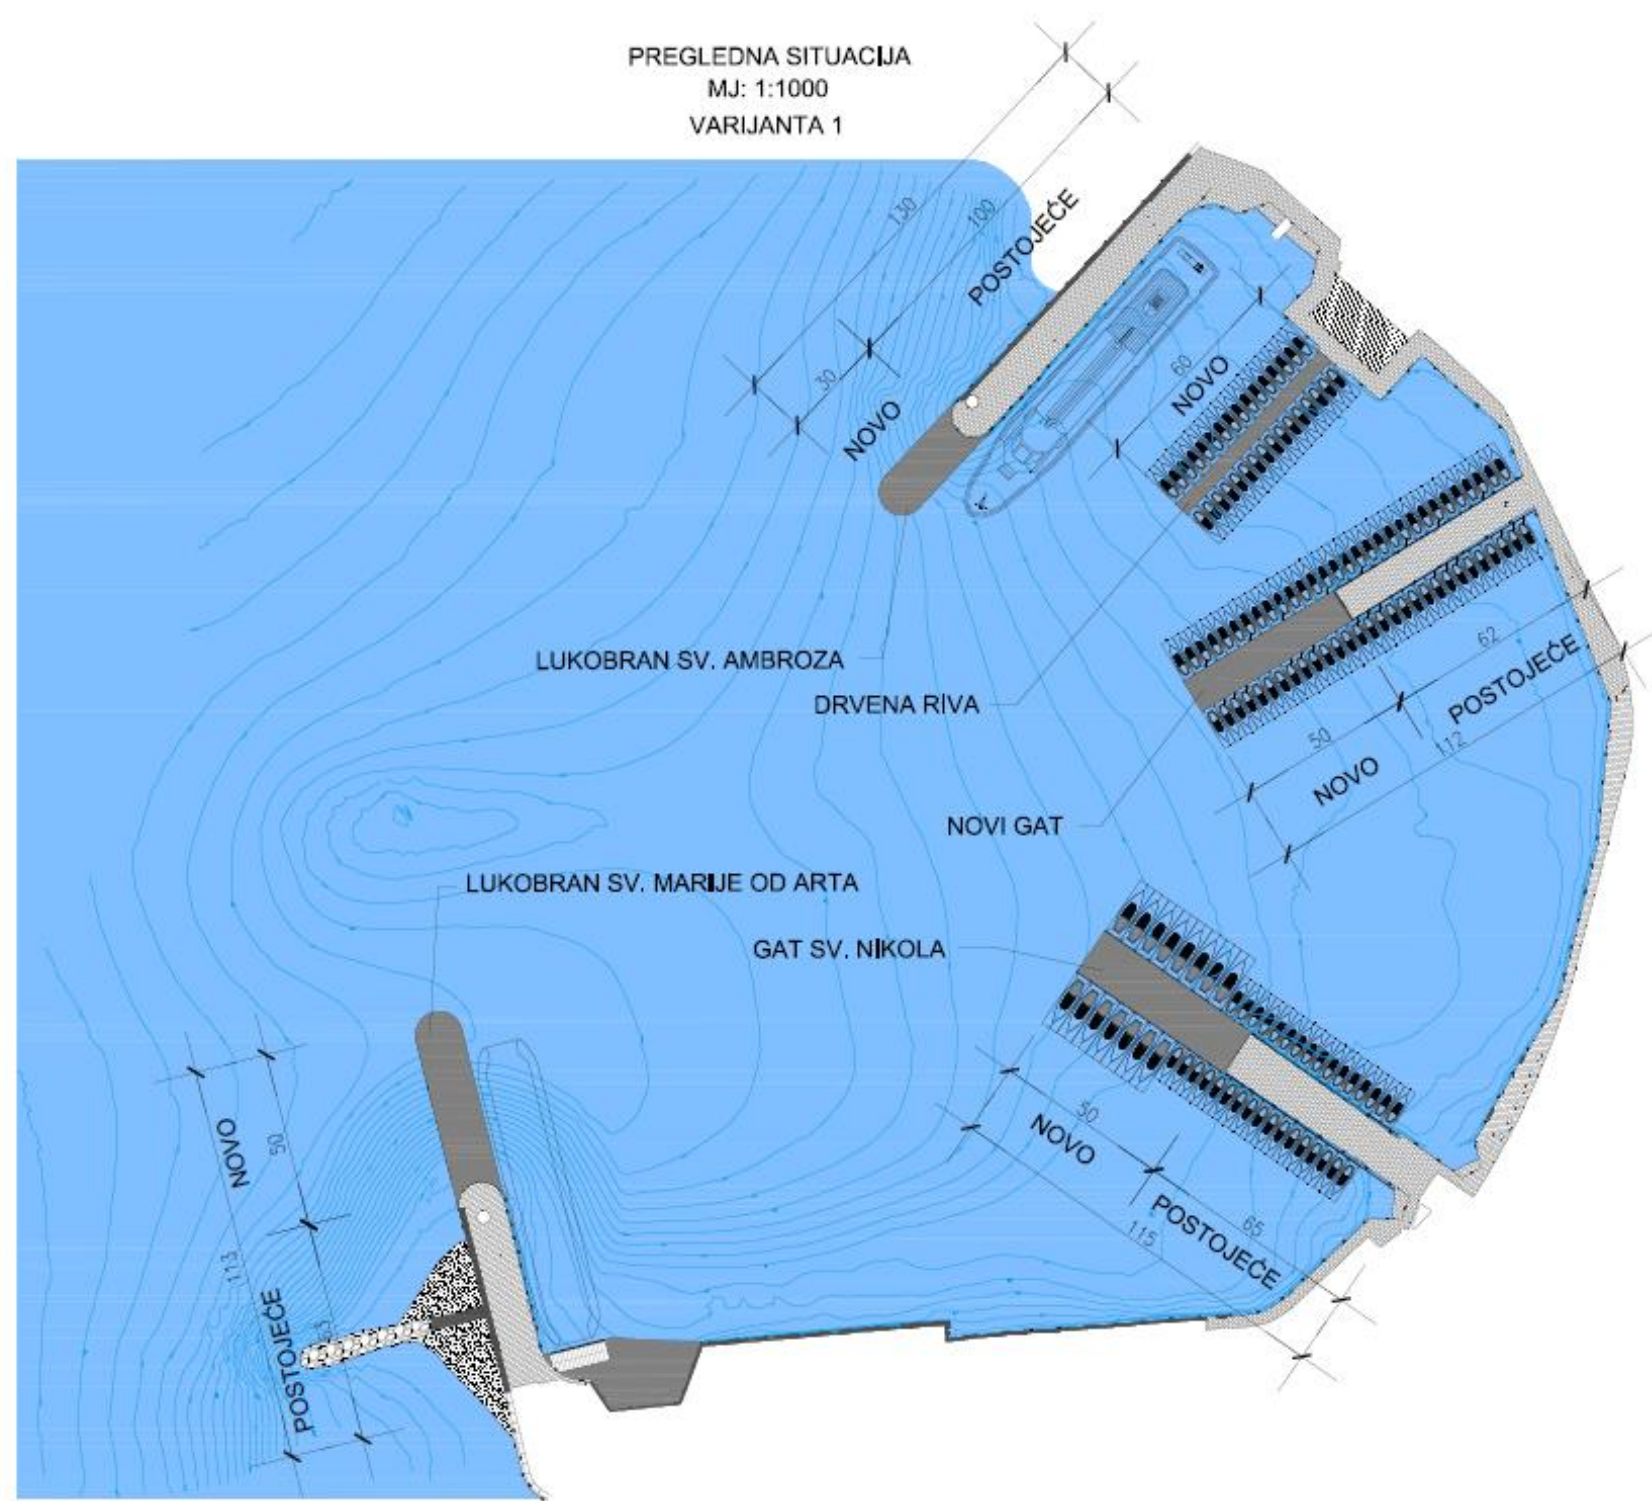 PREGLEDNA SITUACIJA
MJ: 1:1000
VARIJANTA 1
130
100
POSTOJEĆE
30
NOVO
60
NOVO
LUKOBRAN SV. AMBROZA
DRVENA RIVA
62
POSTOJEĆE
50
112
NOVO
NOVI GAT
LUKOBRAN SV. MARIJE OD ARTA
GAT SV. NIKOLA
50
NOVO
65
POSTOJEĆE
115
NOVO
50
113
POSTOJEĆE